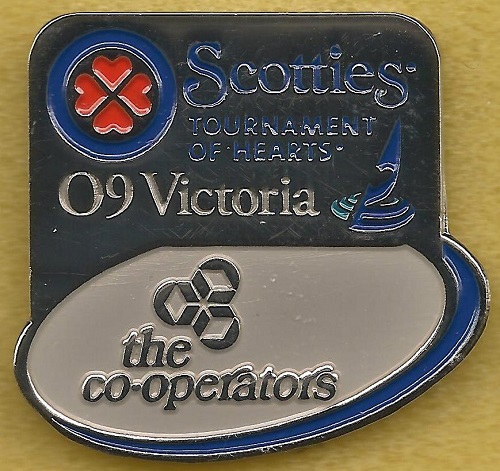 Scotties
TOURNAMENT
OF HEARTS
09 Victoria
the
co-operators